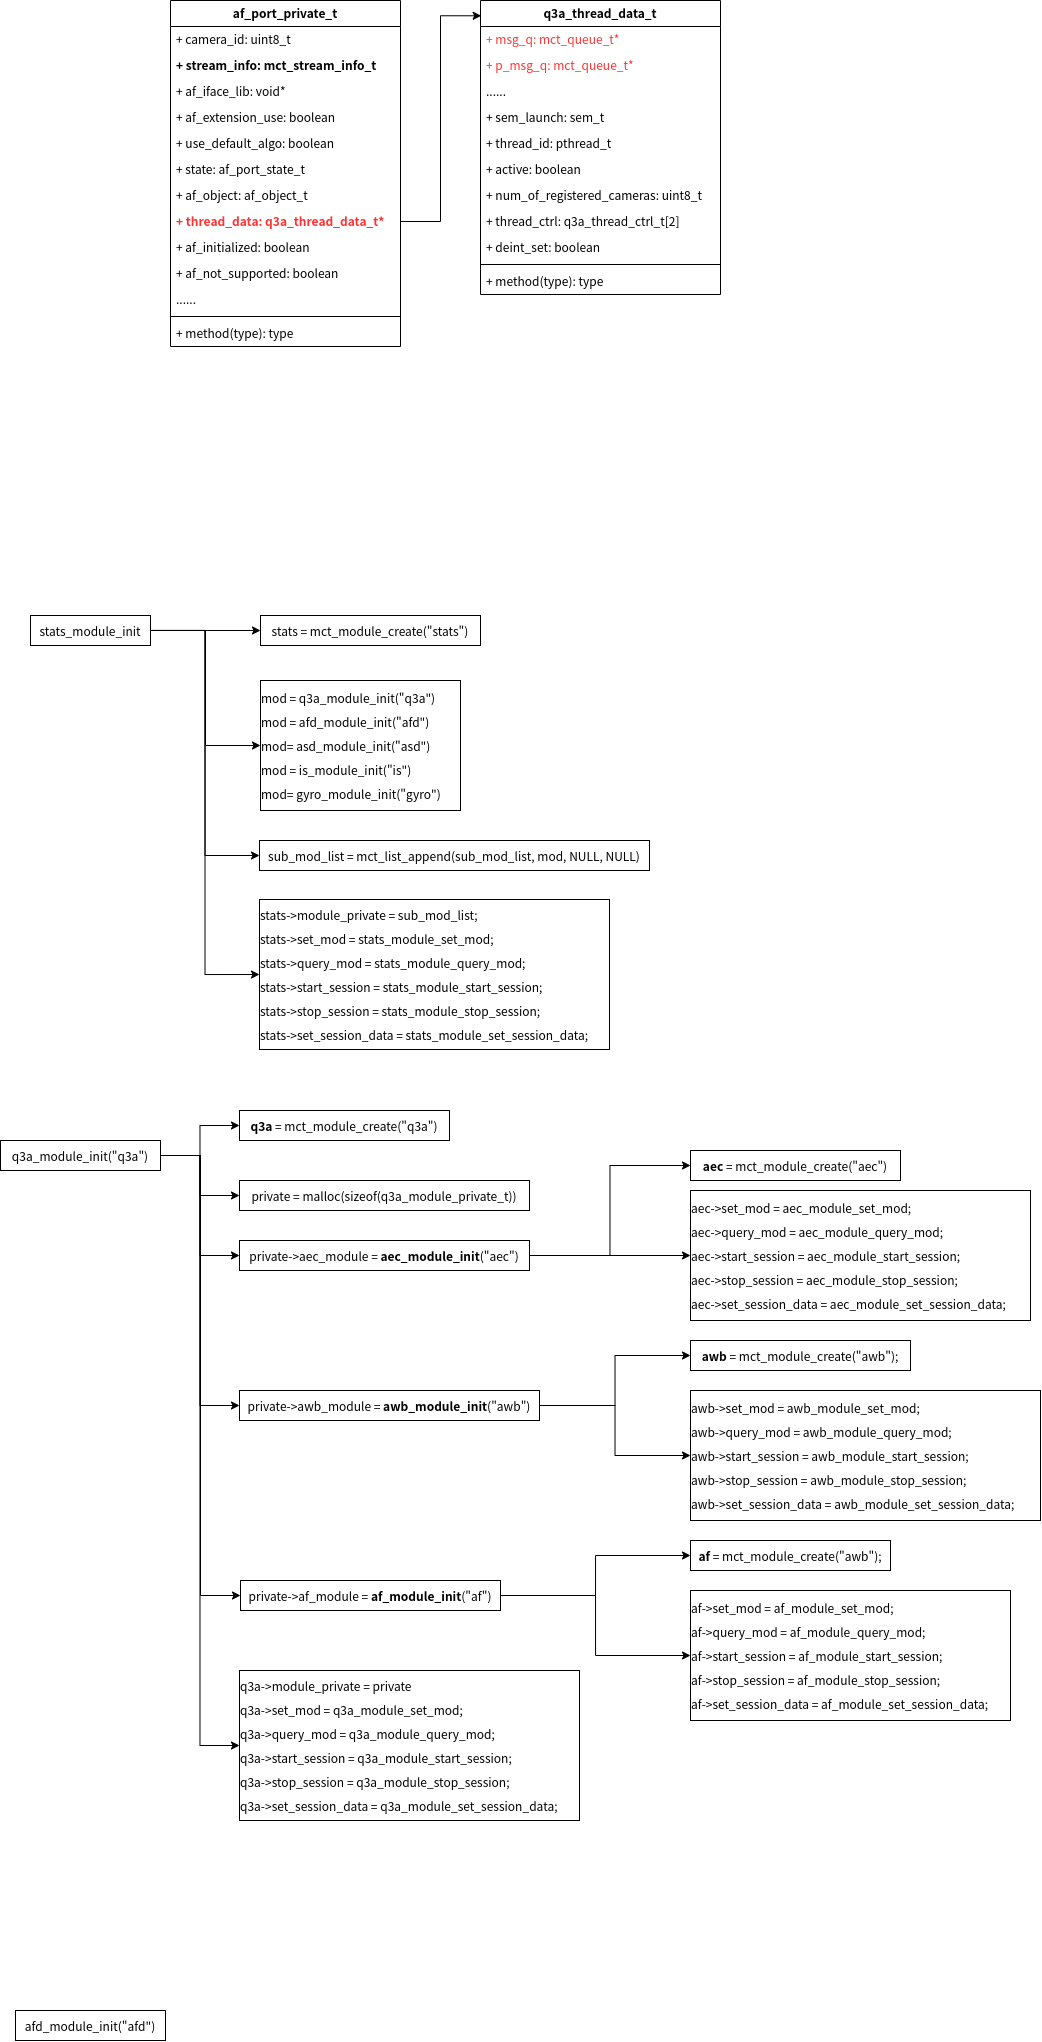 af_port_private_t
+ camera_id: uint8_t
+ stream_info: mct_stream_info_t
+ af_iface_lib: void*
+ af_extension_use: boolean
+ use_default_algo: boolean
+ state: af_port_state_t
+ af_object: af_object_t
+ thread_data: q3a_thread_data_t*
+ af_initialized: boolean
+ af_not_supported: boolean
......
+ method(type): type
q3a_thread_data_t
+ msg_q: mct_queue_t*
+ p_msg_q: mct_queue_t*
......
+ sem_launch: sem_t
+ thread_id: pthread_t
+ active: boolean
+ num_of_registered_cameras: uint8_t
+ thread_ctrl: q3a_thread_ctrl_t[2]
+ deint_set: boolean
+ method(type): type
stats_module_init
stats = mct_module_create("stats")
mod = q3a_module_init("q3a")
mod = afd_module_init("afd")
mod= asd_module_init("asd")
mod = is_module_init("is")
mod= gyro_module_init("gyro")
sub_mod_list = mct_list_append(sub_mod_list, mod, NULL, NULL)
stats->module_private = sub_mod_list;
stats->set_mod = stats_module_set_mod;
stats->query_mod = stats_module_query_mod;
stats->start_session = stats_module_start_session;
stats->stop_session = stats_module_stop_session;
stats->set_session_data = stats_module_set_session_data;
q3a_module_init("q3a")
q3a = mct_module_create("q3a")
private = malloc(sizeof(q3a_module_private_t))
private->aec_module = aec_module_init("aec")
aec = mct_module_create("aec")
aec->set_mod = aec_module_set_mod;
aec->query_mod = aec_module_query_mod;
aec->start_session = aec_module_start_session;
aec->stop_session = aec_module_stop_session;
aec->set_session_data = aec_module_set_session_data;
private->awb_module = awb_module_init("awb")
awb = mct_module_create("awb");
awb->set_mod = awb_module_set_mod;
awb->query_mod = awb_module_query_mod;
awb->start_session = awb_module_start_session;
awb->stop_session = awb_module_stop_session;
awb->set_session_data = awb_module_set_session_data;
private->af_module = af_module_init("af")
af = mct_module_create("awb");
af->set_mod = af_module_set_mod;
af->query_mod = af_module_query_mod;
af->start_session = af_module_start_session;
af->stop_session = af_module_stop_session;
af->set_session_data = af_module_set_session_data;
q3a->module_private = private
q3a->set_mod = q3a_module_set_mod;
q3a->query_mod = q3a_module_query_mod;
q3a->start_session = q3a_module_start_session;
q3a->stop_session = q3a_module_stop_session;
q3a->set_session_data = q3a_module_set_session_data;
afd_module_init("afd")